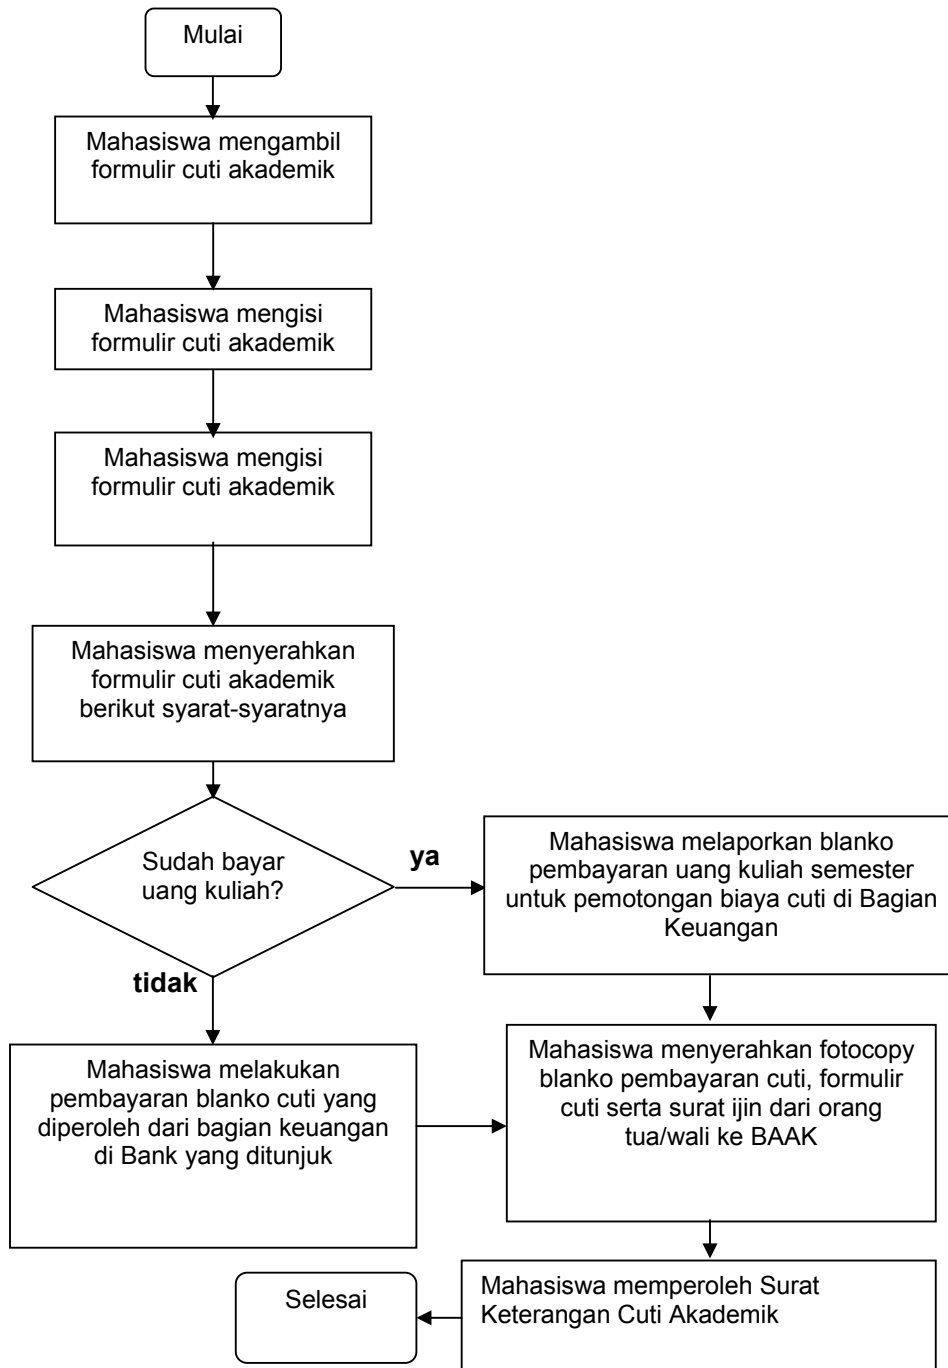 Mulai
Mahasiswa mengambil
formulir cuti akademik
Mahasiswa mengisi
formulir cuti akademik
Mahasiswa mengisi
formulir cuti akademik
Mahasiswa menyerahkan
formulir cuti akademik
berikut syarat-syaratnya
Sudah bayar
uang kuliah?
ya
Mahasiswa melaporkan blanko
pembayaran uang kuliah semester
untuk pemotongan biaya cuti di Bagian
Keuangan
tidak
Mahasiswa melakukan
pembayaran blanko cuti yang
diperoleh dari bagian keuangan
di Bank yang ditunjuk
Mahasiswa menyerahkan fotocopy
blanko pembayaran cuti, formulir
cuti serta surat ijin dari orang
tua/wali ke BAAK
Mahasiswa memperoleh Surat
Keterangan Cuti Akademik
Selesai